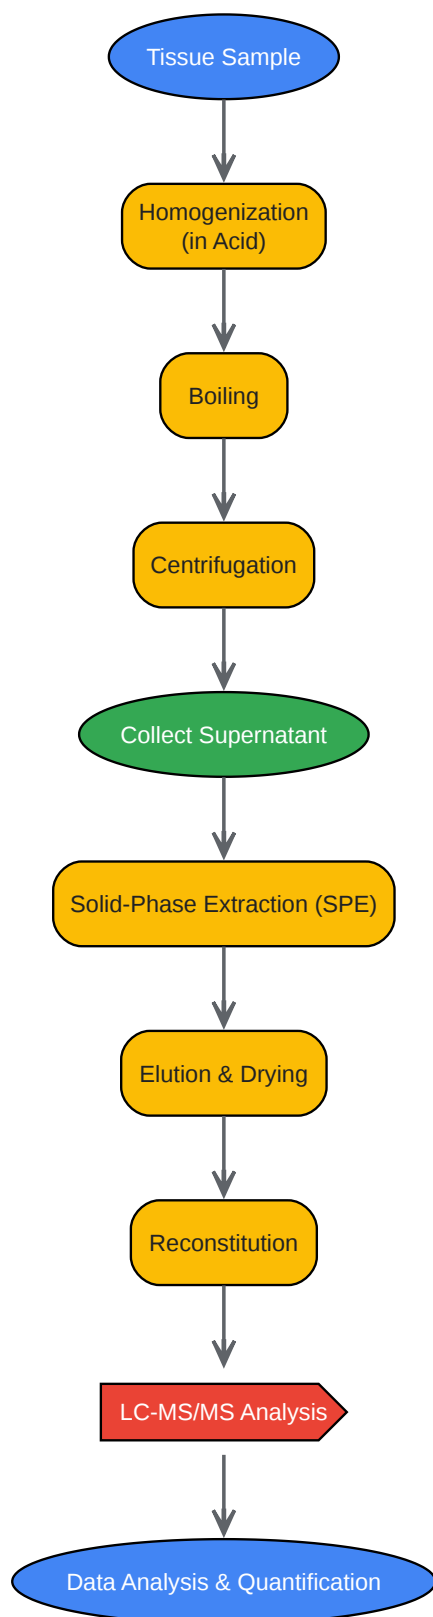 Tissue Sample
Homogenization
(in Acid)
Boiling
Centrifugation
Collect Supernatant
Solid-Phase Extraction (SPE)
Elution & Drying
Reconstitution
LC-MS/MS Analysis
Data Analysis & Quantification